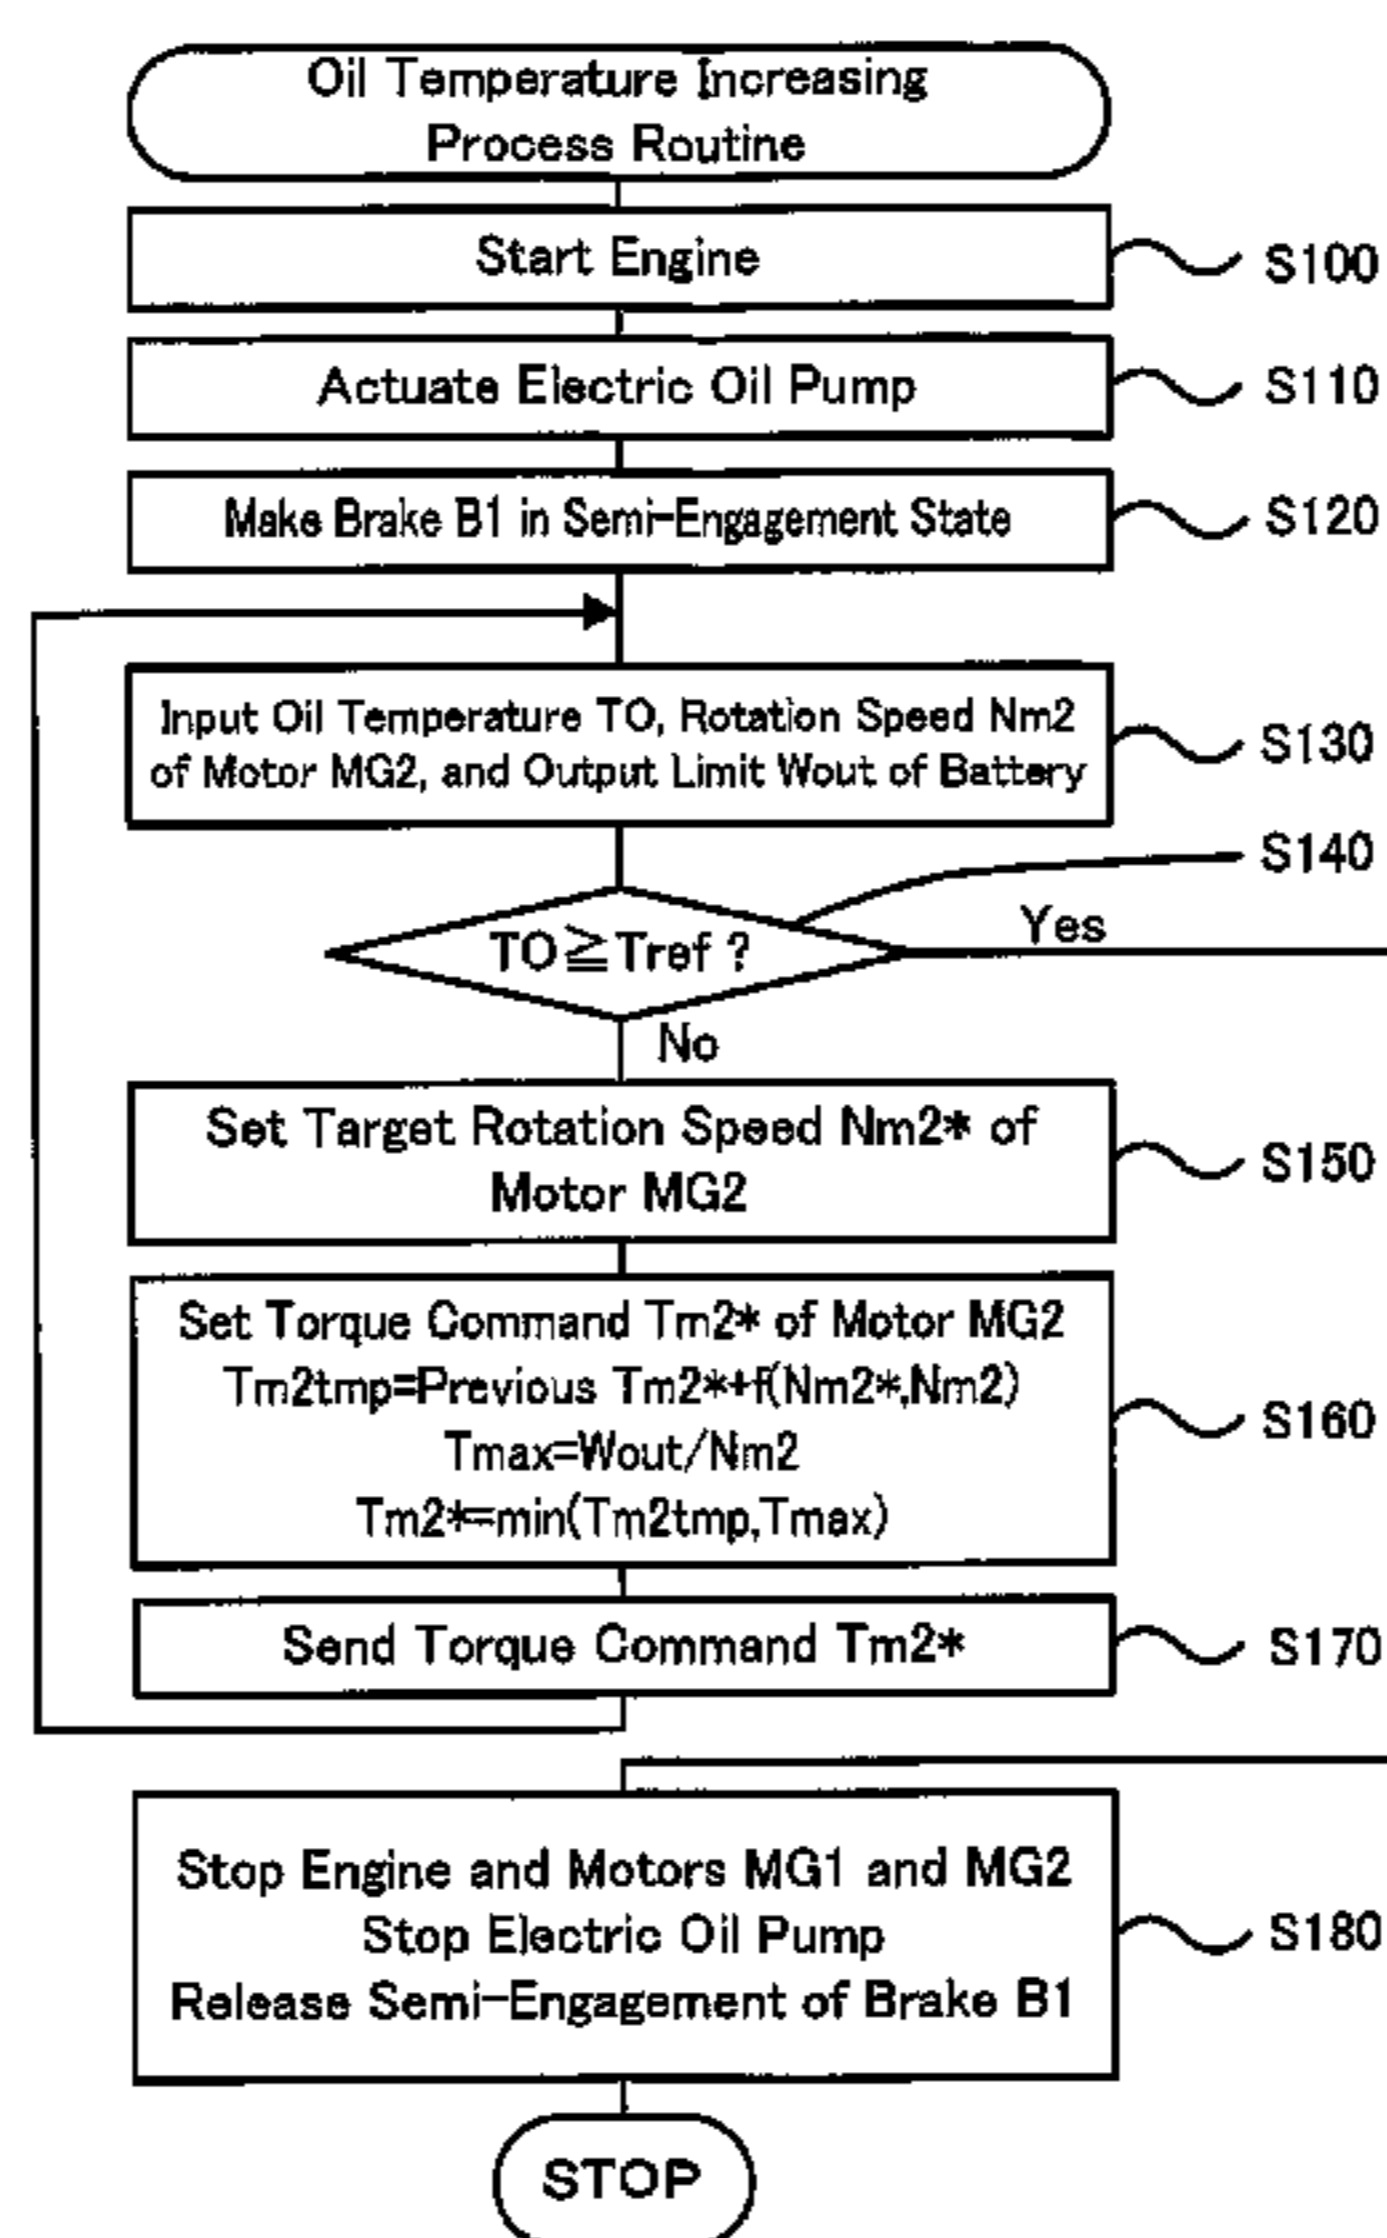 Oil Temperature Increasing
Process Routine
Start Engine
S100
Actuate Electric Oil Pump
S110
Make Brake B1 in Semi-Engagement State
S120
Input Oil Temperature TO, Rotation Speed Nm2
of Motor MG2, and Output Limit Wout of Battery
S130
S140
TO≧Tref ?
Yes
No
Set Target Rotation Speed Nm2* of
Motor MG2
S150
Set Torque Command Tm2* of Motor MG2
Tm2tmp=Previous Tm2*+f(Nm2*,Nm2)
Tmax=Wout/Nm2
Tm2*=min(Tm2tmp,Tmax)
S160
Send Torque Command Tm2*
S170
Stop Engine and Motors MG1 and MG2
Stop Electric Oil Pump
Release Semi-Engagement of Brake B1
S180
STOP